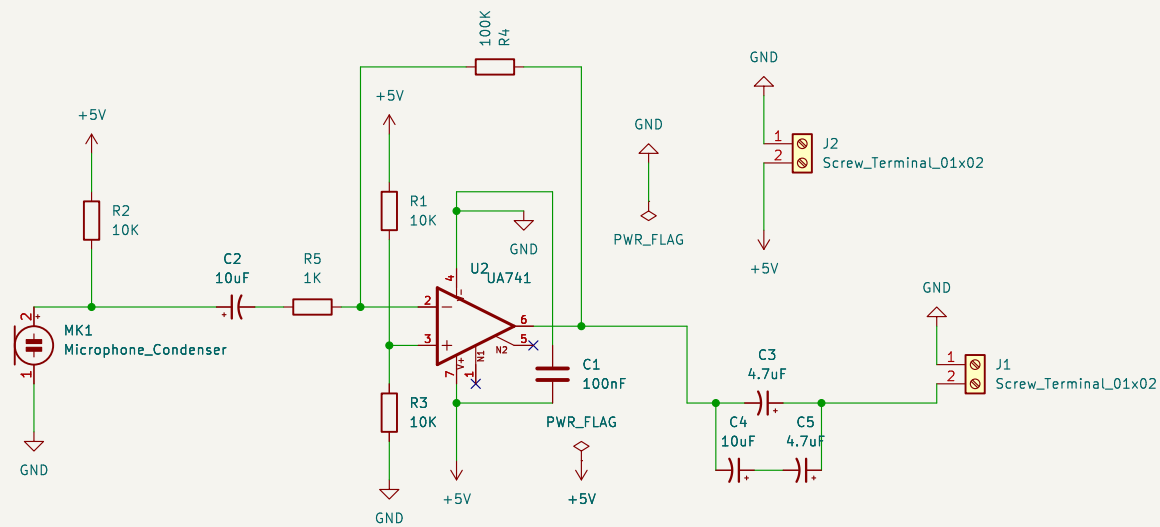 100K
R4
GND
+5V
+5V
GND
1
2
J2
Screw_Terminal_01x02
R2
10K
R1
10K
PWR_FLAG
GND
+5V
C2
10uF
R5
1K
U2
UA741
4
V-
GND
2
+
MK1
Microphone_Condenser
1
2
−
3
+
6
5
N2
N1
V+
7
1
C1
100nF
C3
4.7uF
1
2
J1
Screw_Terminal_01x02
R3
10K
PWR_FLAG
+
C4
10uF
C5
4.7uF
+
+
+
GND
+5V
+5V
GND